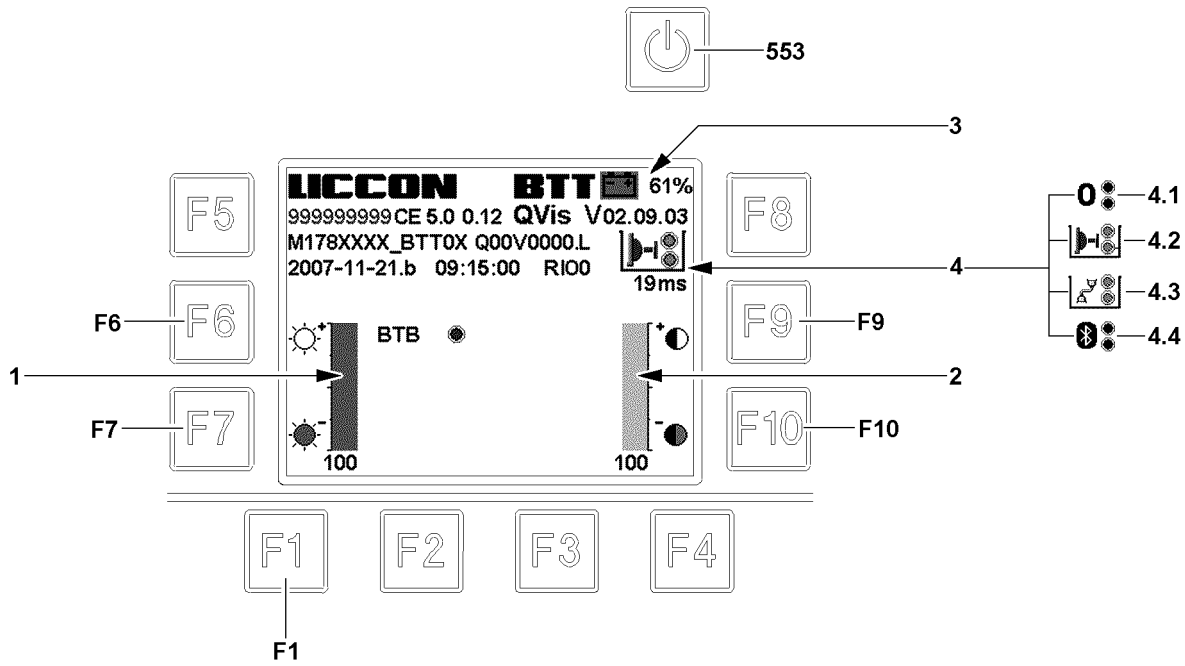 553
3
LICCON BTT 61%
F5
F8
0 4.1
999999999 CE 5.0 0.12 QVis V02.09.03
M178XXXX_BTT0X Q00V0000.L
4.2
2007-11-21.b 09:15:00 RIO0
4
19ms
4.3
F6 F6
F9 F9
BTB
+ +
4.4
1
2
F7 F7
F10 F10
- -
100 100
F1 F2 F3 F4
F1